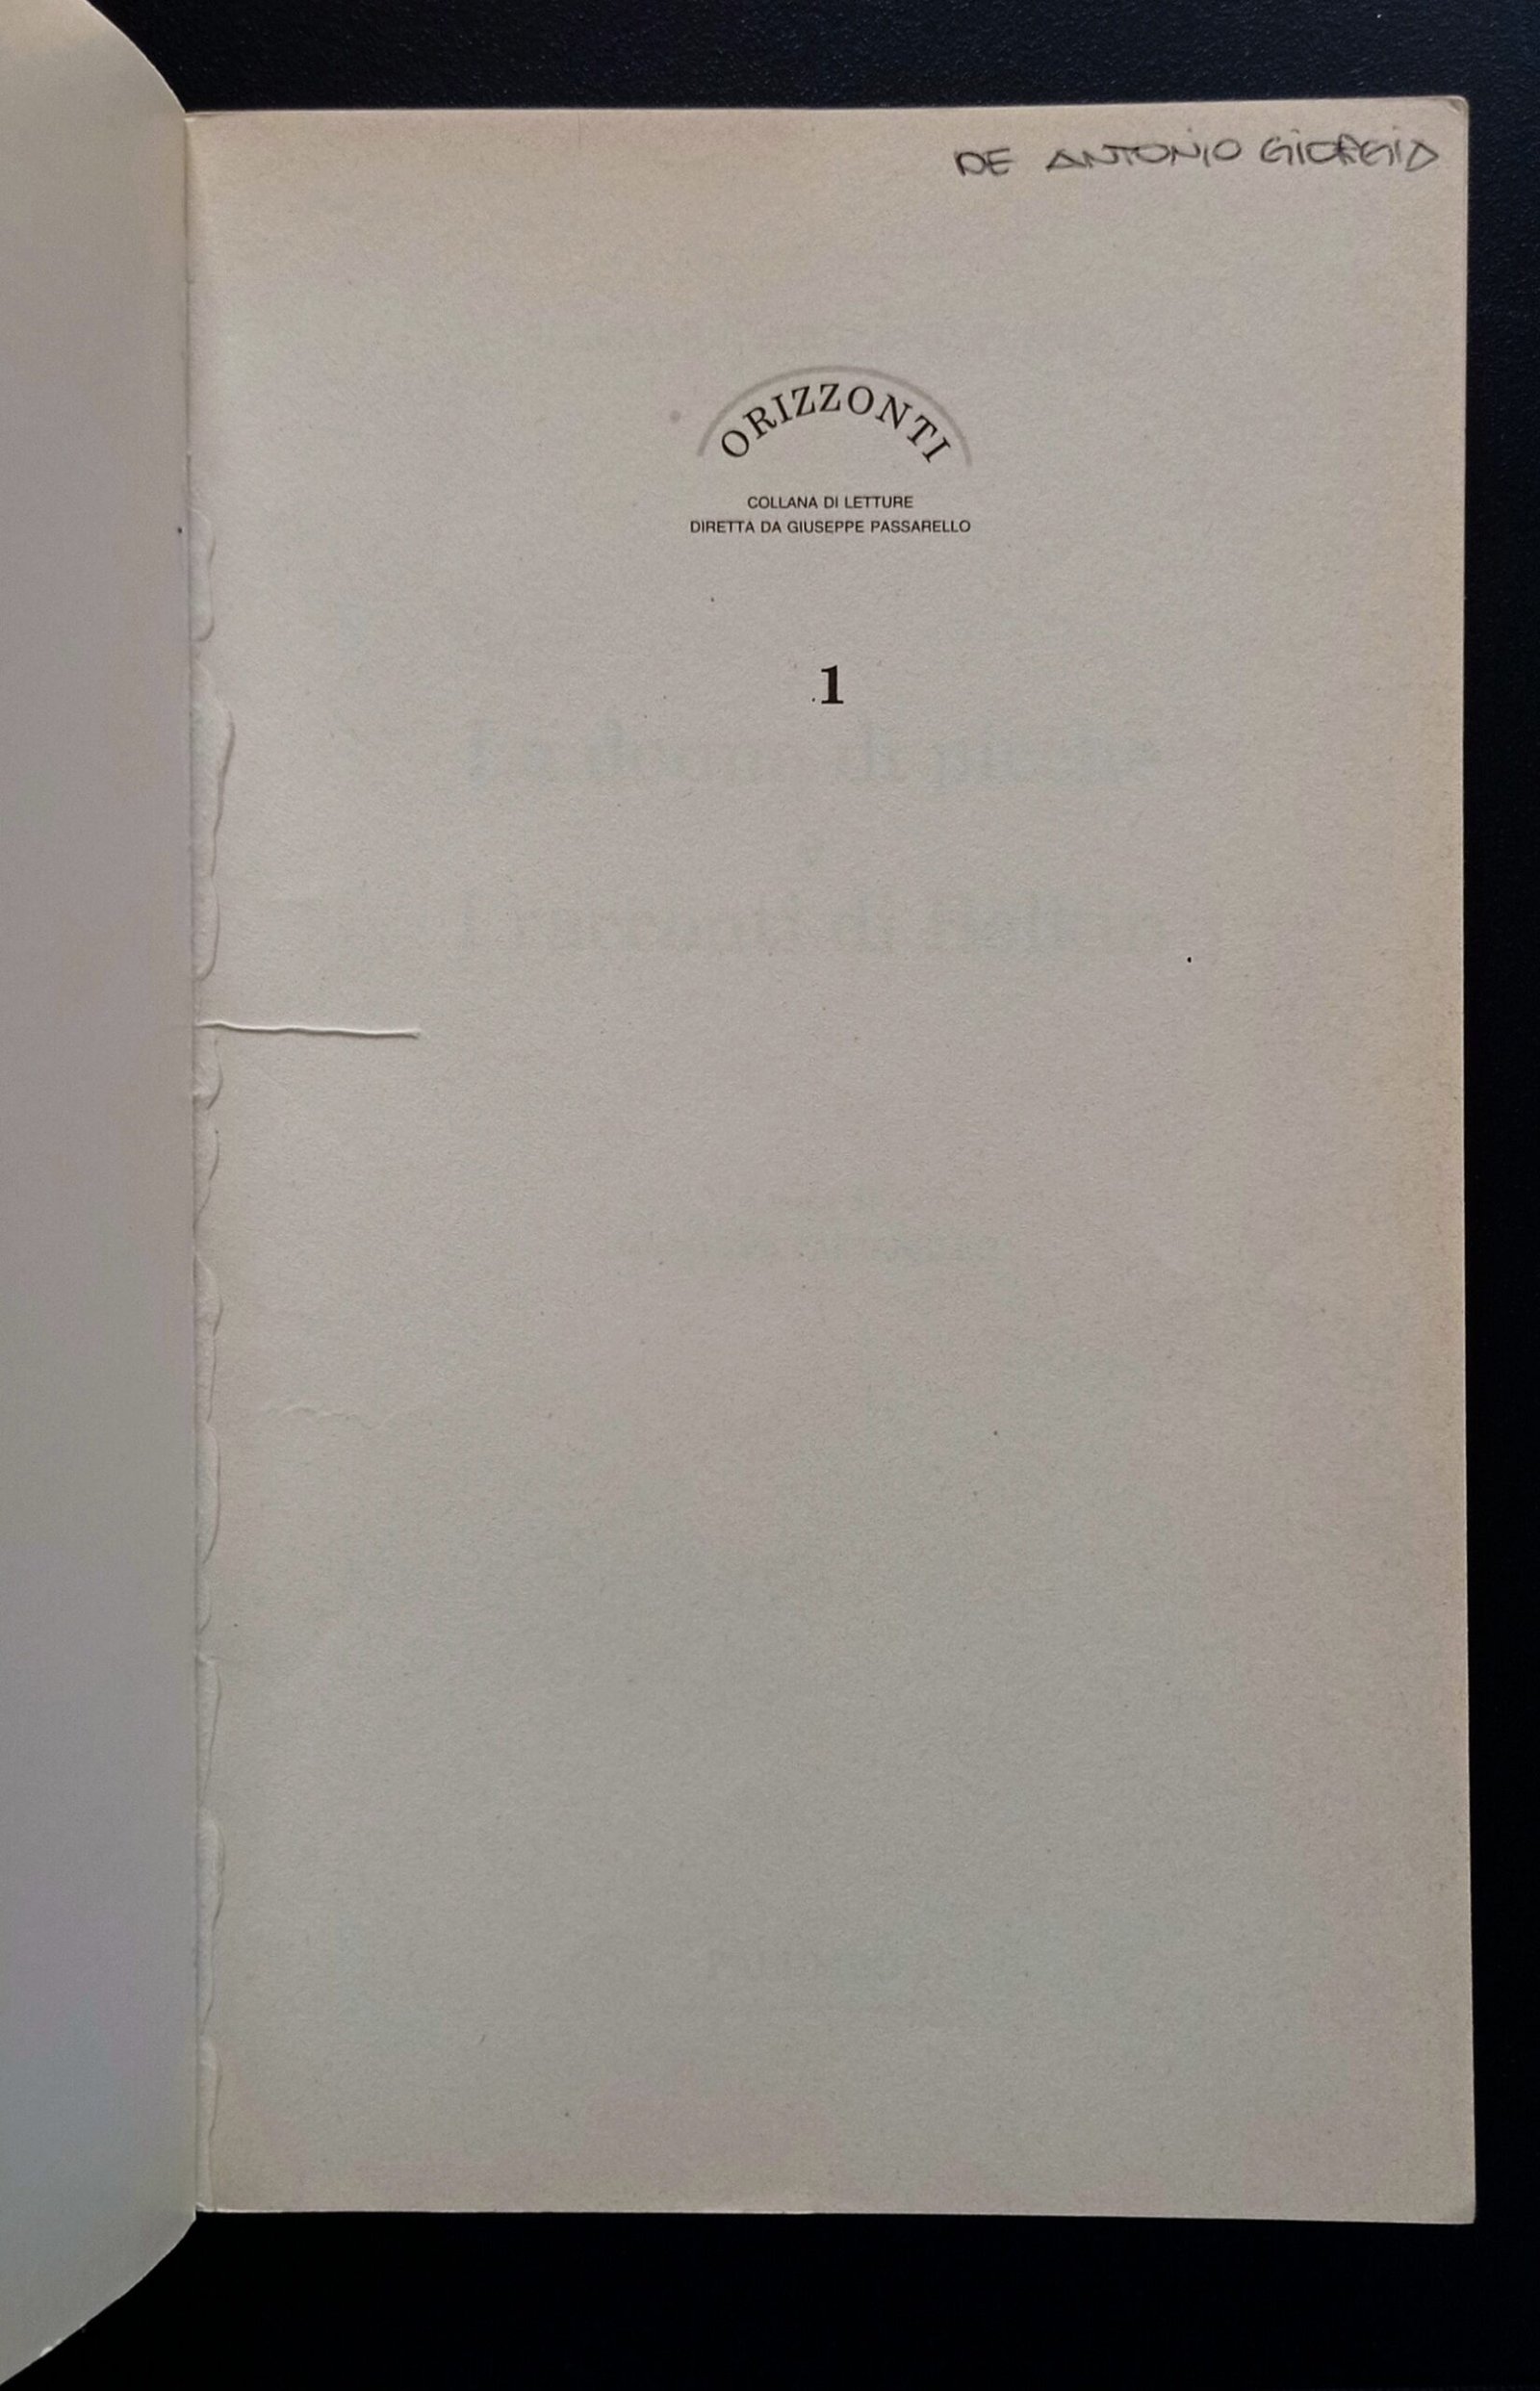 DE ANTONIO GIORGIO
ORIZZONTI
COLLANA DI LETTURE
DIRETTA DA GIUSEPPE PASSARELLO
1